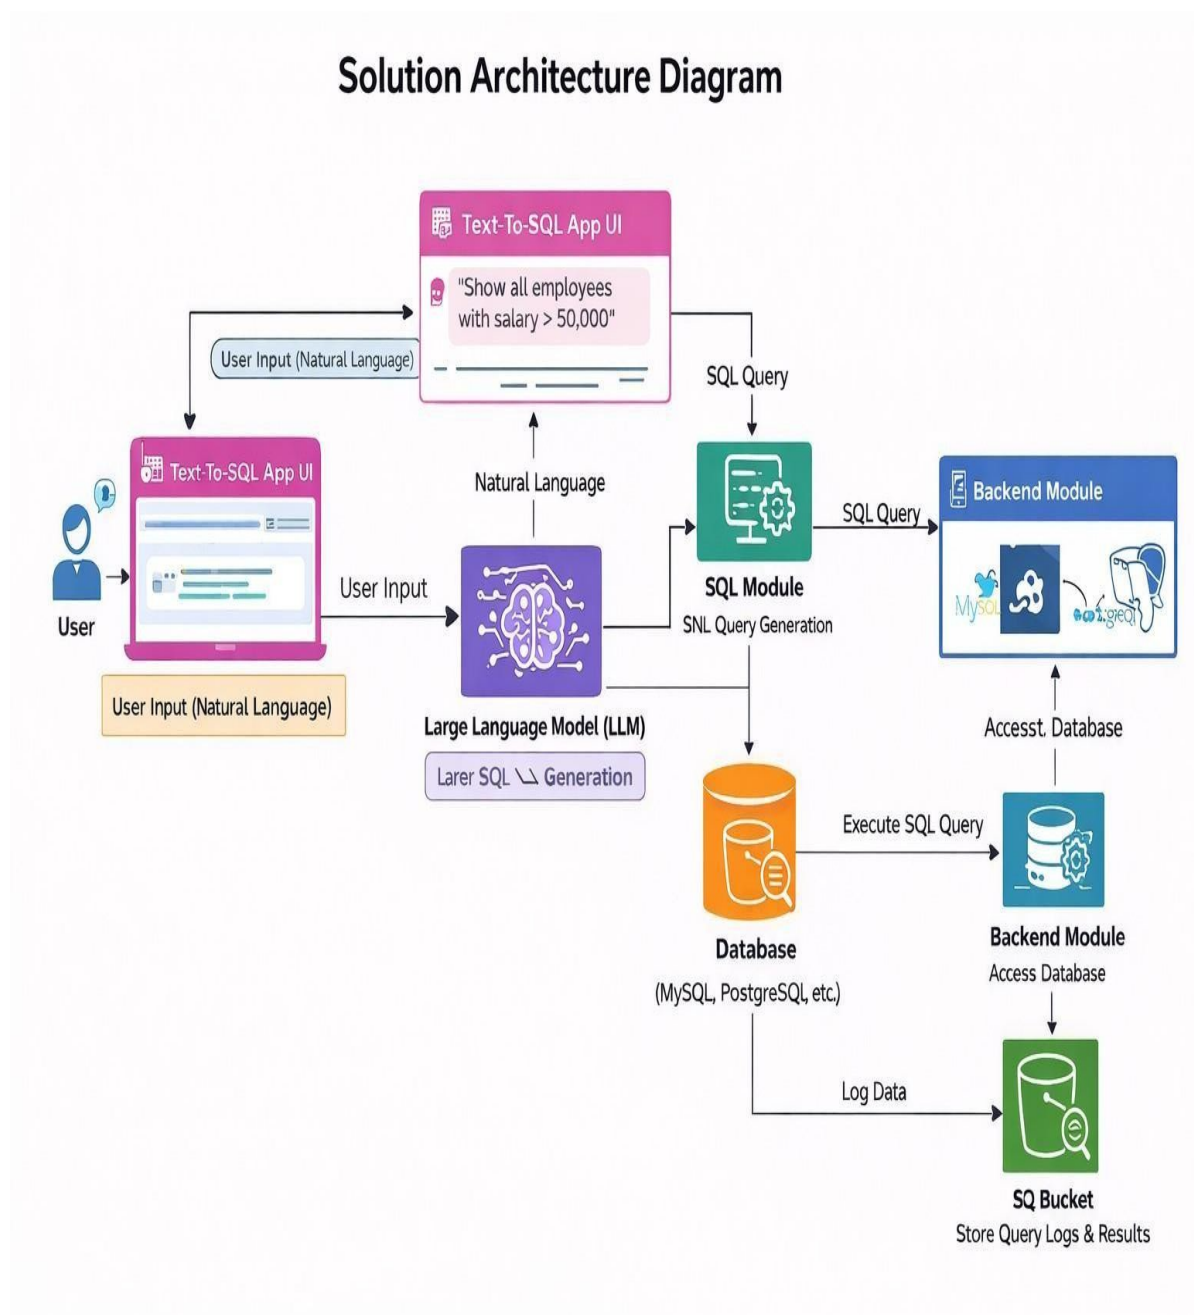 Solution Architecture Diagram
Text-To-SQL App UI
"Show all employees
with salary > 50,000"
User Input (Natural Language)
SQL Query
Text-To-SQL App UI
Natural Language
Backend Module
SQL Query
MySQL
User Input
SQL Module
SNL Query Generation
User
User Input (Natural Language)
Large Language Model (LLM)
Larer SQL Generation
Accesst. Database
Execute SQL Query
Database
(MySQL, PostgreSQL, etc.)
Backend Module
Access Database
Log Data
SQ Bucket
Store Query Logs & Results